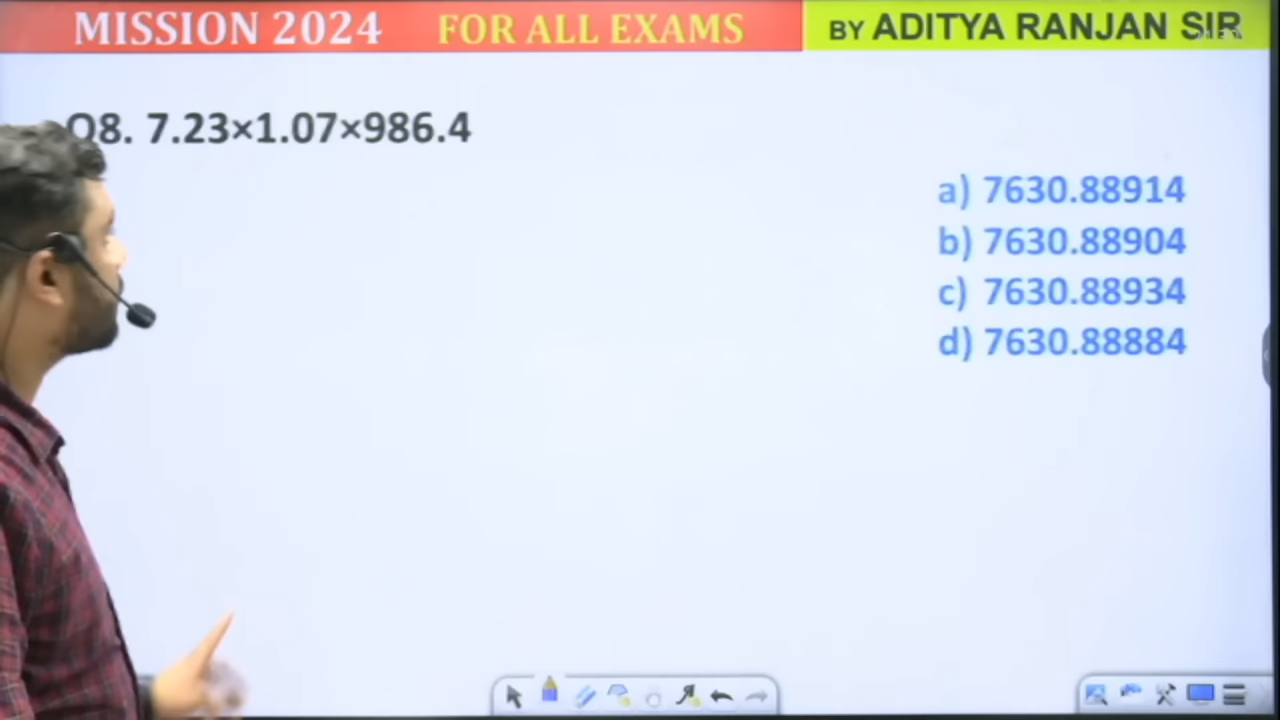 MISSION 2024 FOR ALL EXAMS BY ADITYA RANJAN SIR
Q8. 7.23×1.07×986.4
a) 7630.88914
b) 7630.88904
c) 7630.88934
d) 7630.88884